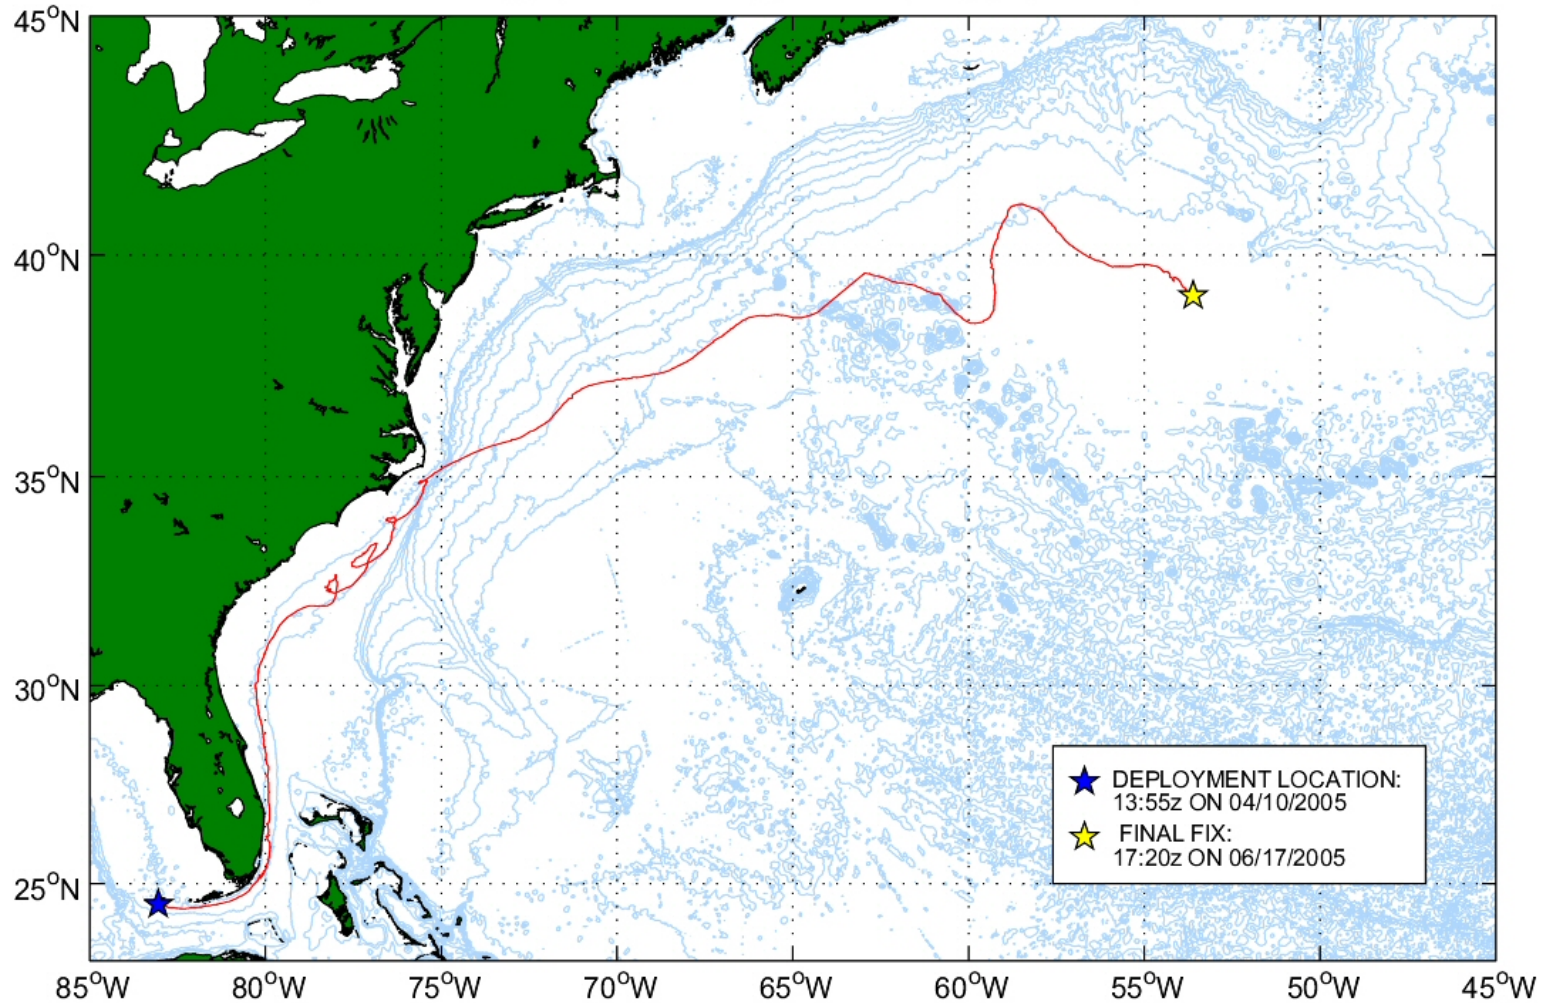 45°N
40°N
35°N
30°N
25°N
DEPLOYMENT LOCATION:
13:55z ON 04/10/2005
FINAL FIX:
17:20z ON 06/17/2005
85°W 80°W 75°W 70°W 65°W 60°W 55°W 50°W 45°W